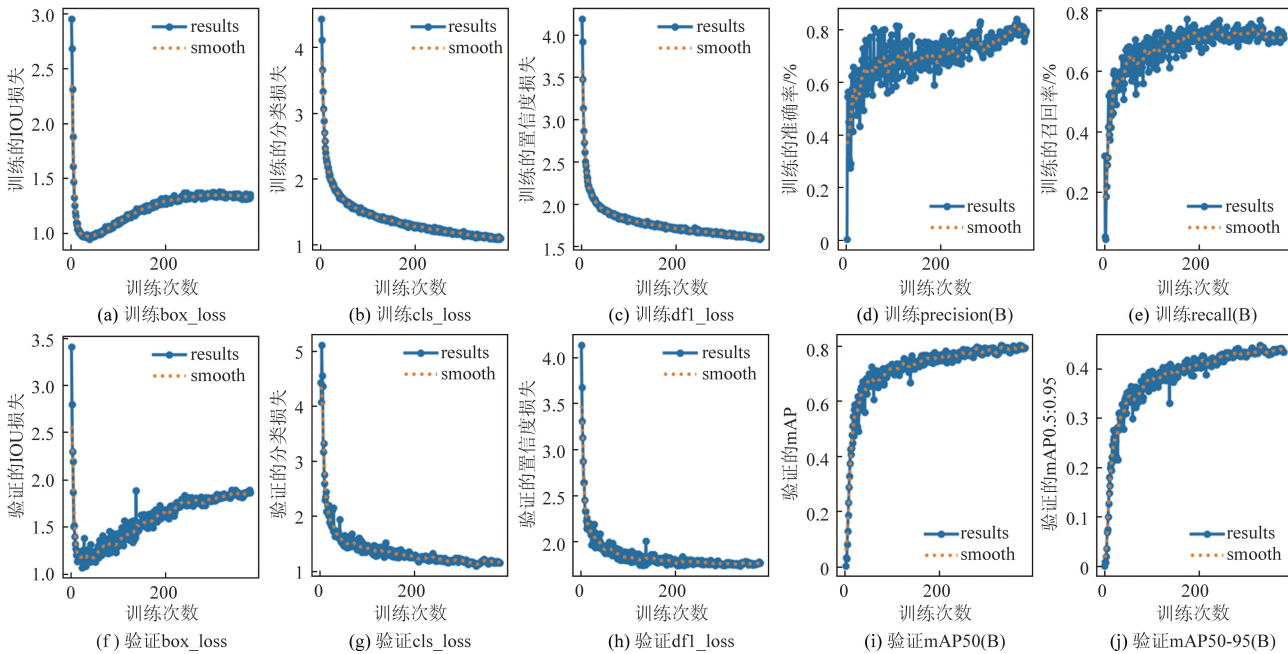 训练的IOU损失
3.0
2.5
2.0
1.5
1.0
results
smooth
0
200
训练次数
(a) 训练box_loss
训练的分类损失
4
3
2
1
results
smooth
0
200
训练次数
(b) 训练cls_loss
训练的置信度损失
4.0
3.5
3.0
2.5
2.0
1.5
results
smooth
0
200
训练次数
(c) 训练df1_loss
训练的准确率/%
0.8
0.6
0.4
0.2
0
results
smooth
0
200
训练次数
(d) 训练precision(B)
训练的召回率/%
0.8
0.6
0.4
0.2
results
smooth
0
200
训练次数
(e) 训练recall(B)
验证的IOU损失
3.5
3.0
2.5
2.0
1.5
1.0
results
smooth
0
200
训练次数
(f) 验证box_loss
验证的分类损失
5
4
3
2
1
results
smooth
0
200
训练次数
(g) 验证cls_loss
验证的置信度损失
4.0
3.5
3.0
2.5
2.0
results
smooth
0
200
训练次数
(h) 验证df1_loss
验证的mAP
0.8
0.6
0.4
0.2
0
results
smooth
0
200
训练次数
(i) 验证mAP50(B)
验证的mAP0.5:0.95
0.4
0.3
0.2
0.1
0
results
smooth
0
200
训练次数
(j) 验证mAP50-95(B)